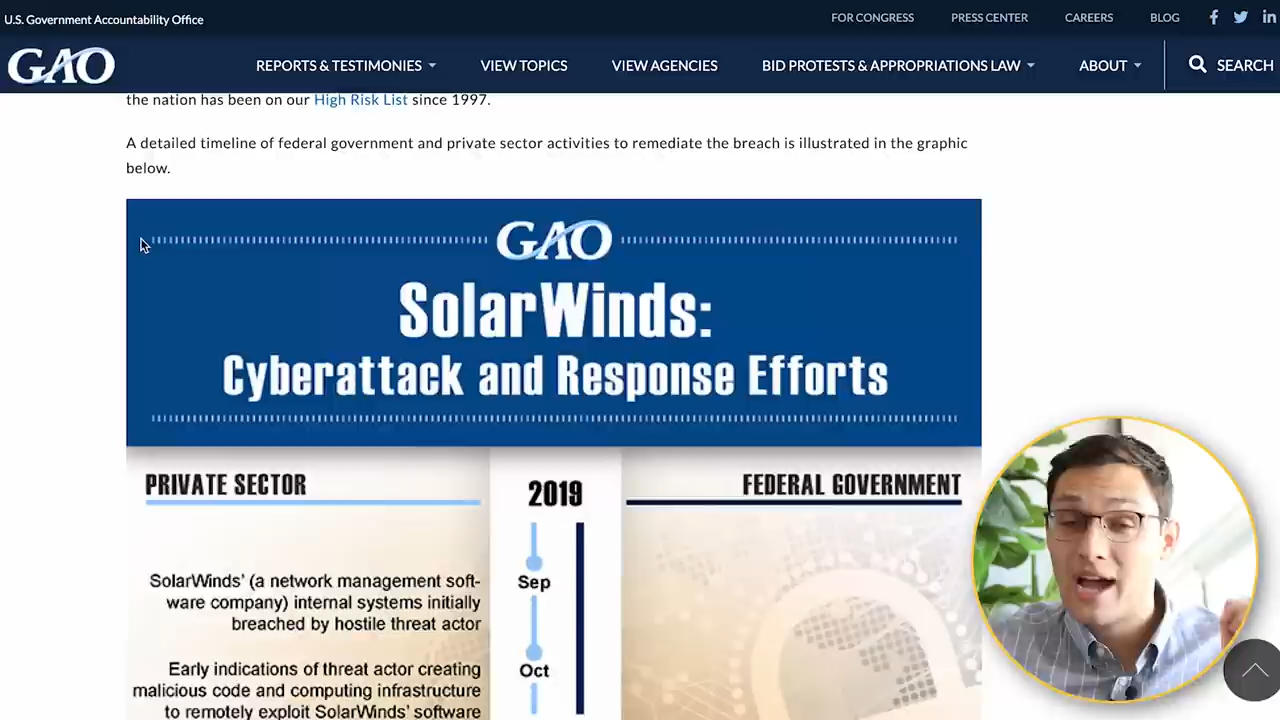 U.S. Government Accountability Office
FOR CONGRESS PRESS CENTER CAREERS BLOG
GAO REPORTS & TESTIMONIES VIEW TOPICS VIEW AGENCIES BID PROTESTS & APPROPRIATIONS LAW ABOUT SEARCH
the nation has been on our High Risk List since 1997.
A detailed timeline of federal government and private sector activities to remediate the breach is illustrated in the graphic
below.
GAO
SolarWinds:
Cyberattack and Response Efforts
PRIVATE SECTOR
2019
FEDERAL GOVERNMENT
SolarWinds' (a network management soft-
ware company) internal systems initially
breached by hostile threat actor
Sep
Early indications of threat actor creating
malicious code and computing infrastructure
to remotely exploit SolarWinds' software
Oct